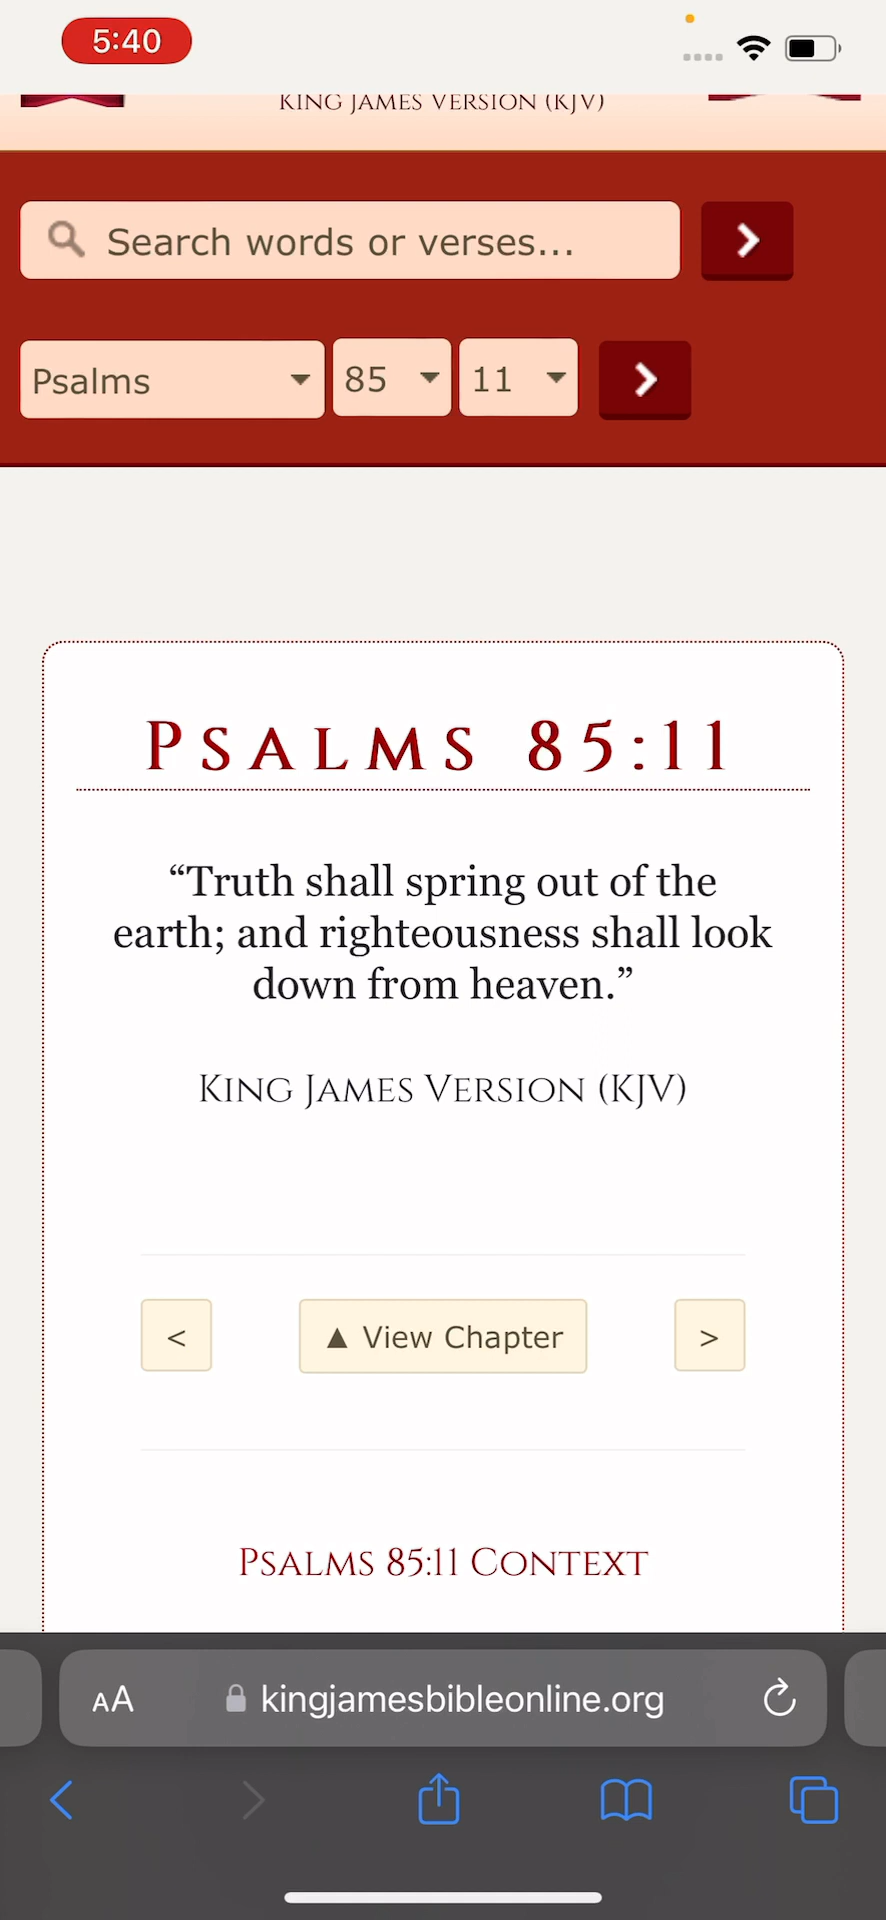 5:40
KING JAMES VERSION (KJV)
Search words or verses...
Psalms 85 11
PSALMS 85:11
“Truth shall spring out of the
earth; and righteousness shall look
down from heaven.”
KING JAMES VERSION (KJV)
< ▲ View Chapter >
PSALMS 85:11 CONTEXT
AA kingjamesbibleonline.org